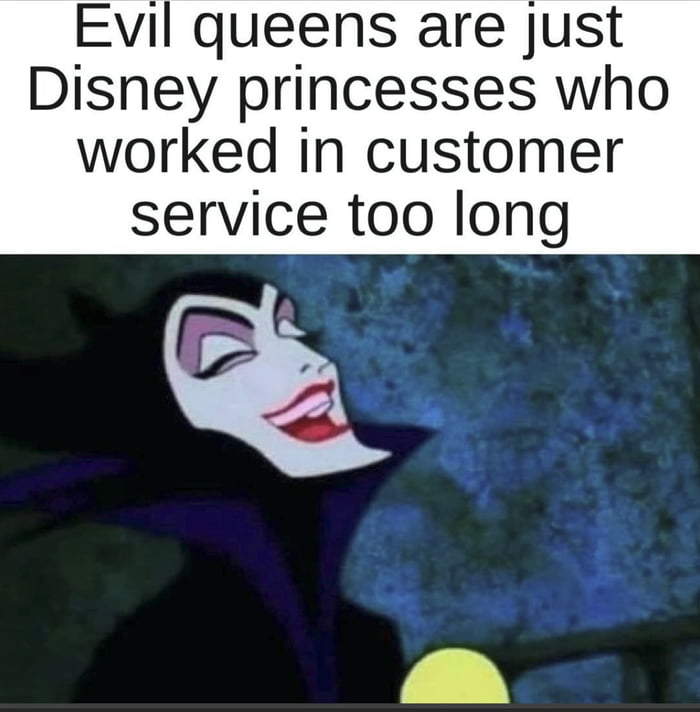 Evil queens are just
Disney princesses who
worked in customer
service too long